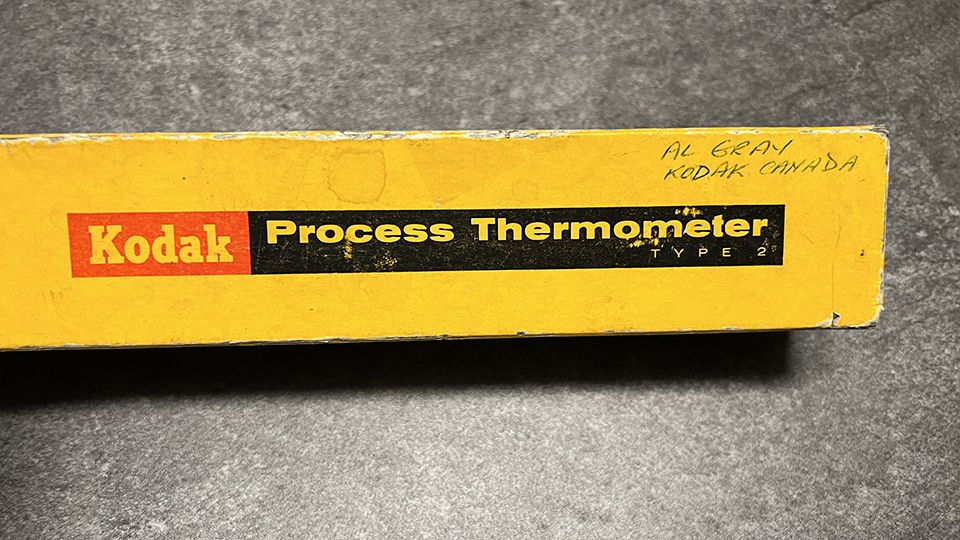 AL GRAY
KODAK CANADA
Kodak Process Thermometer
TYPE 2